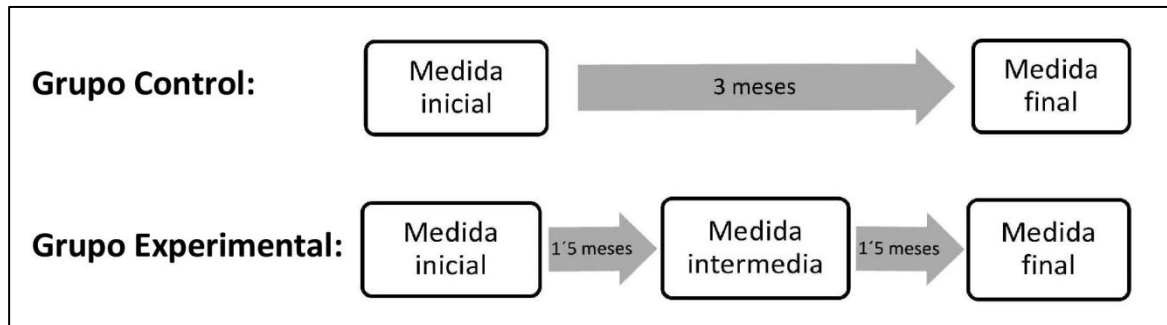 Grupo Control:
Medida
inicial
3 meses
Medida
final
Grupo Experimental:
Medida
inicial
1´5 meses
Medida
intermedia
1´5 meses
Medida
final